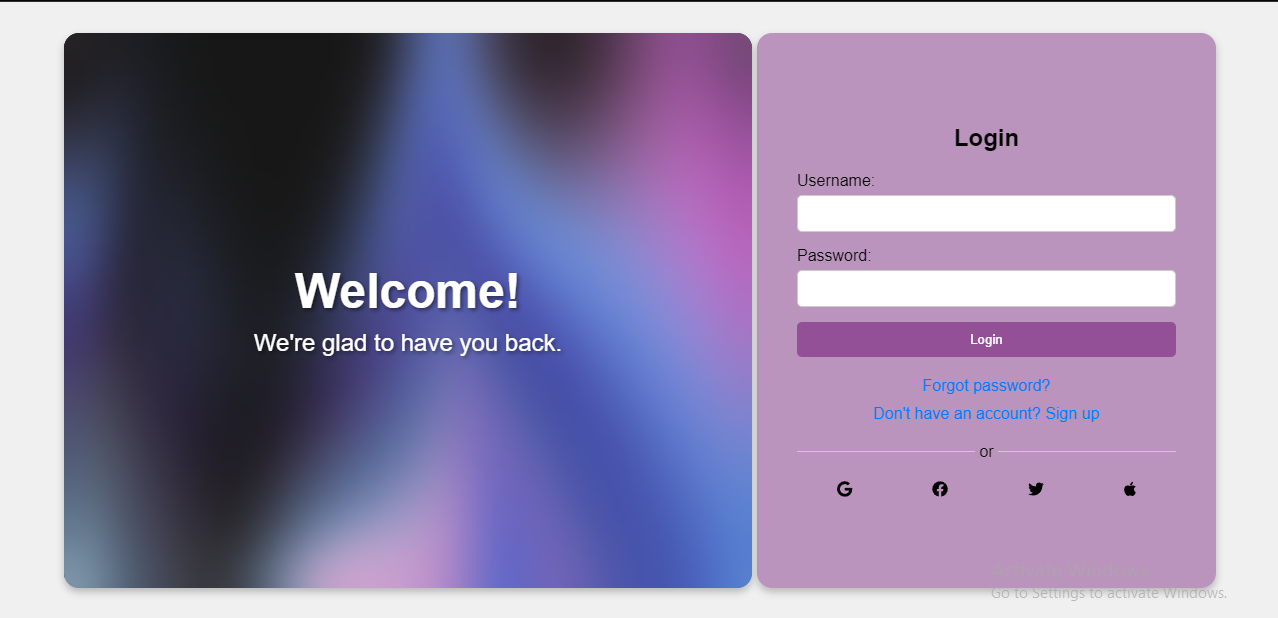 Welcome!
We're glad to have you back.
Login
Username:
Password:
Login
Forgot password?
Don't have an account? Sign up
or
Activate Windows
Go to Settings to activate Windows.